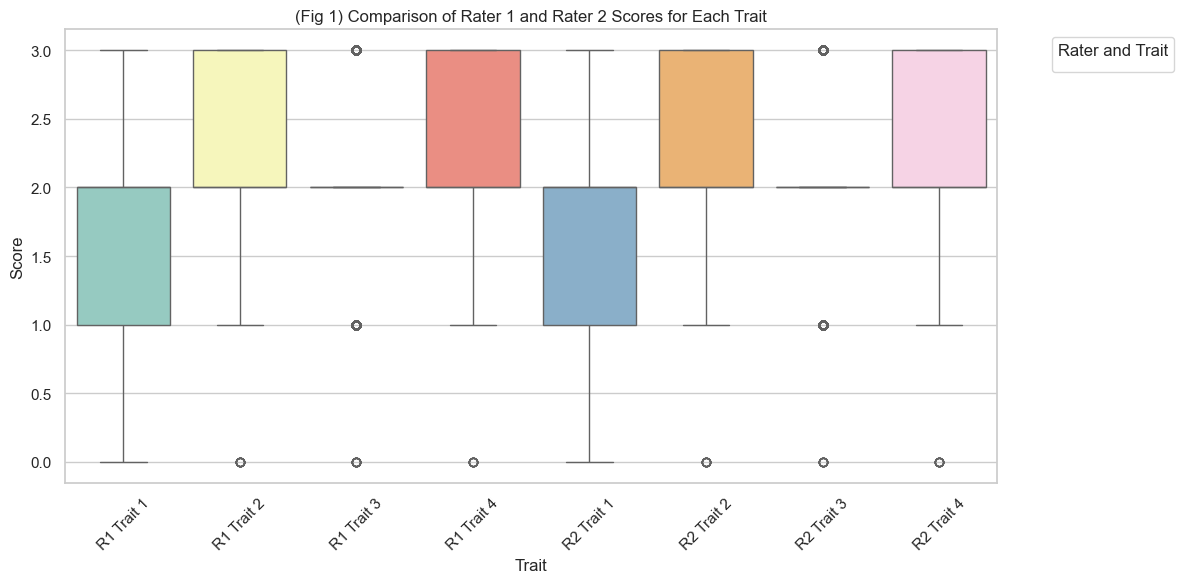 (Fig 1) Comparison of Rater 1 and Rater 2 Scores for Each Trait
Rater and Trait
Score
3.0
2.5
2.0
1.5
1.0
0.5
0.0
R1 Trait 1
R1 Trait 2
R1 Trait 3
R1 Trait 4
R2 Trait 1
R2 Trait 2
R2 Trait 3
R2 Trait 4
Trait